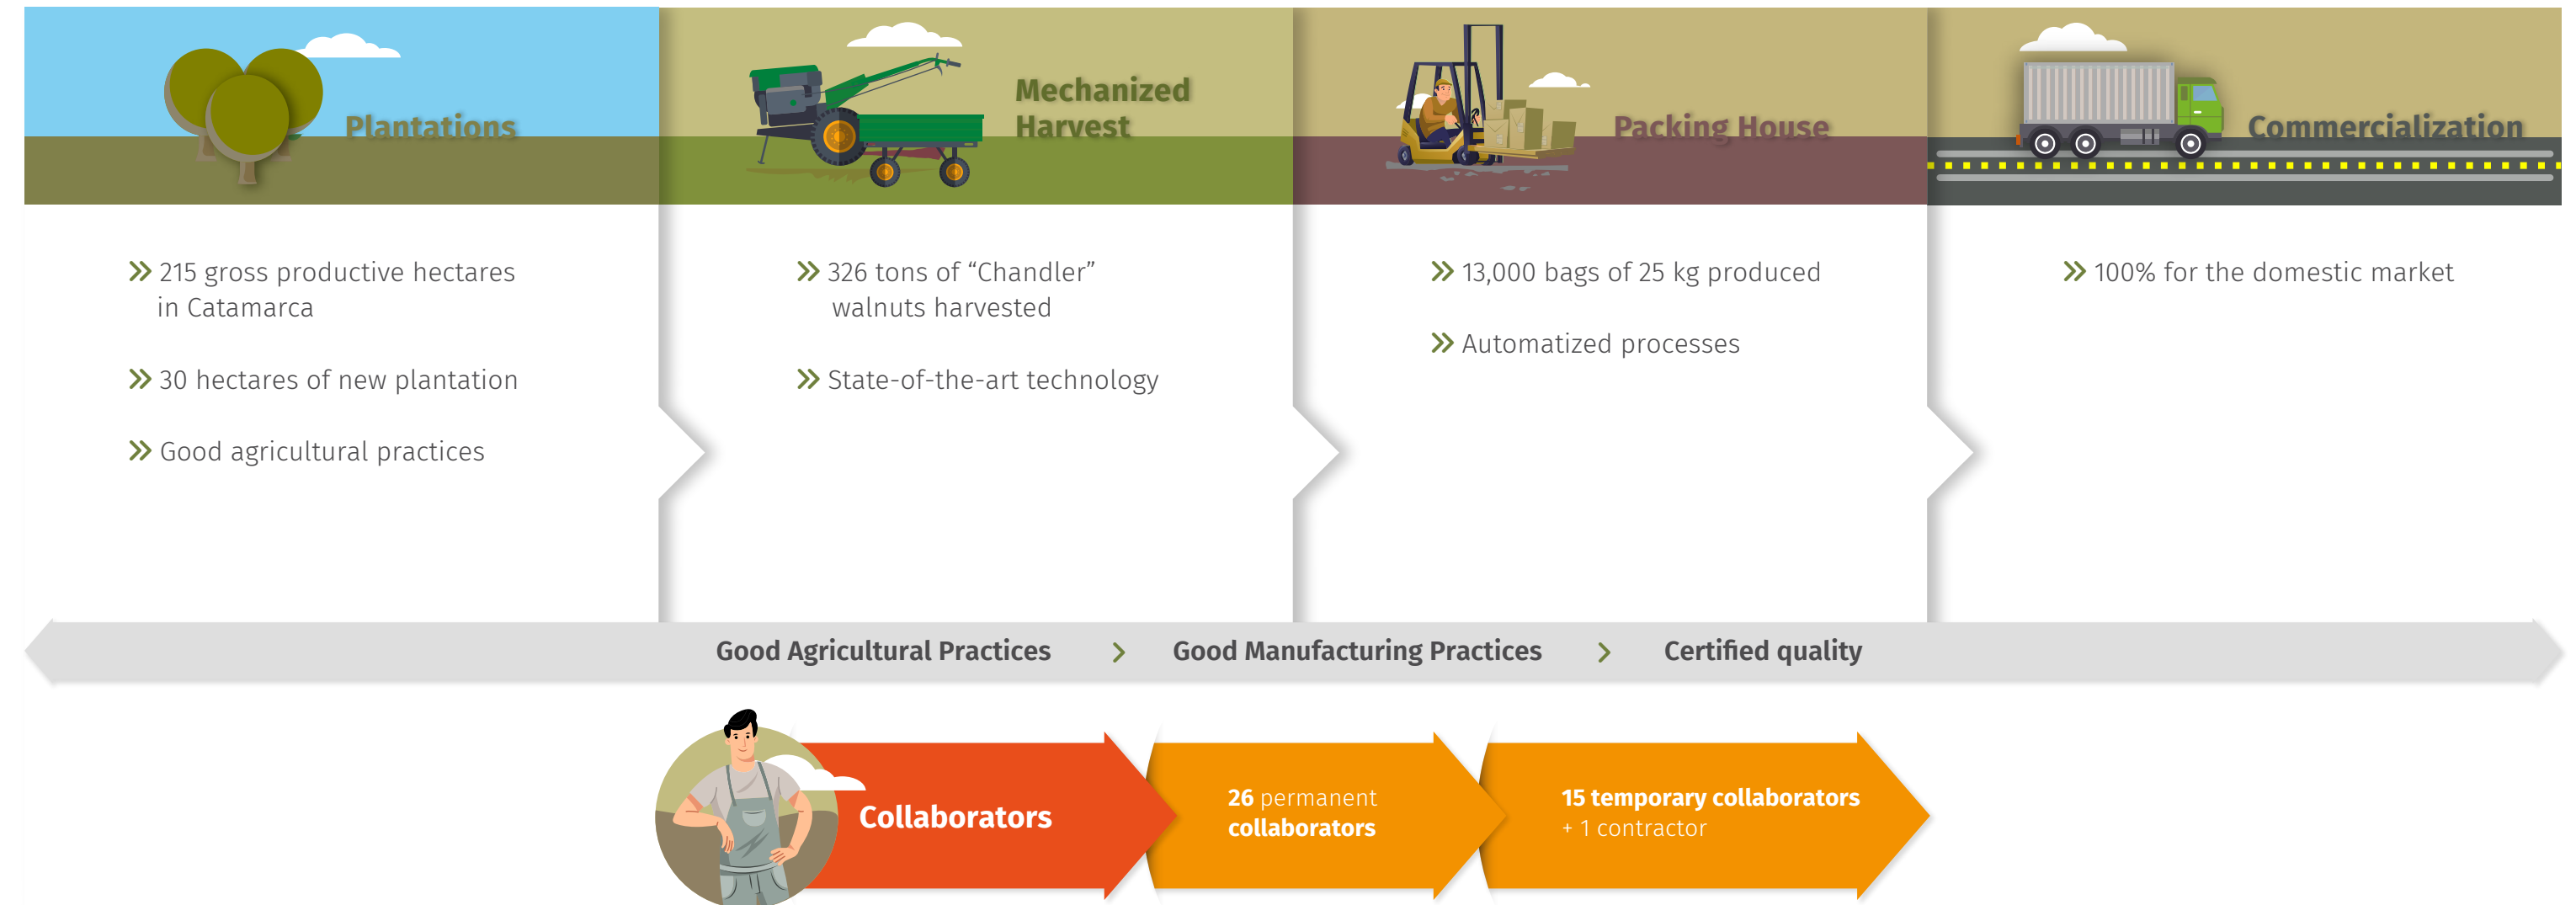 Plantations
215 gross productive hectares
in Catamarca
30 hectares of new plantation
Good agricultural practices
Mechanized
Harvest
326 tons of “Chandler”
walnuts harvested
State-of-the-art technology
Packing House
13,000 bags of 25 kg produced
Automatized processes
Commercialization
100% for the domestic market
Good Agricultural Practices > Good Manufacturing Practices > Certified quality
Collaborators
26 permanent
collaborators
15 temporary collaborators
+ 1 contractor